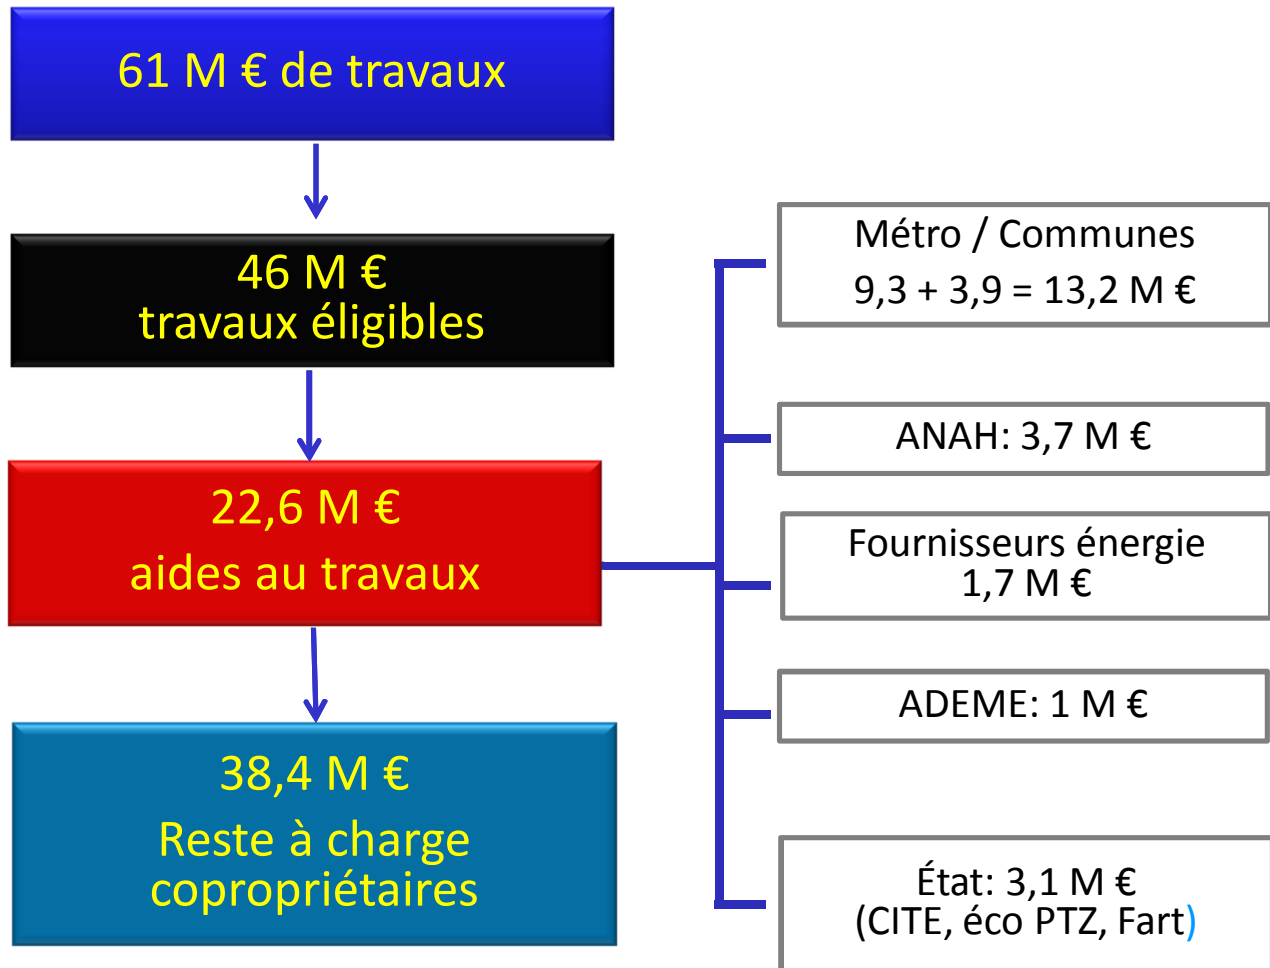 61 M € de travaux
46 M €
travaux éligibles
22,6 M €
aides au travaux
38,4 M €
Reste à charge
copropriétaires
Métro / Communes
9,3 + 3,9 = 13,2 M €
ANAH: 3,7 M €
Fournisseurs énergie
1,7 M €
ADEME: 1 M €
État: 3,1 M €
(CITE, éco PTZ, Fart)